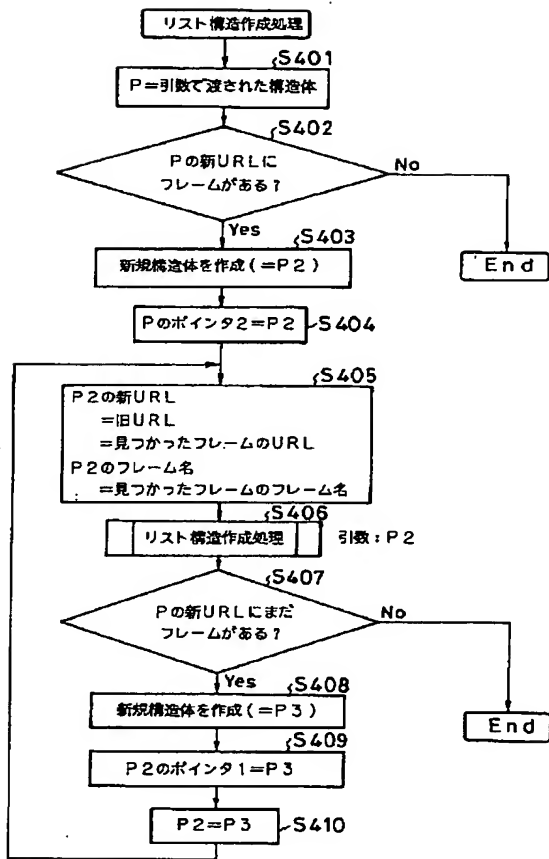 リスト構造作成処理
S401
P=引数で渡された構造体
S402
Pの新URLに
フレームがある?
No
Yes
End
S403
新規構造体を作成(=P2)
Pのポインタ2=P2
S404
S405
P2の新URL
=旧URL
=見つかったフレームのURL
P2のフレーム名
=見つかったフレームのフレーム名
S406
リスト構造作成処理
引数:P2
S407
Pの新URLにまだ
フレームがある?
No
Yes
End
S408
新規構造体を作成(=P3)
S409
P2のポインタ1=P3
P2=P3
S410